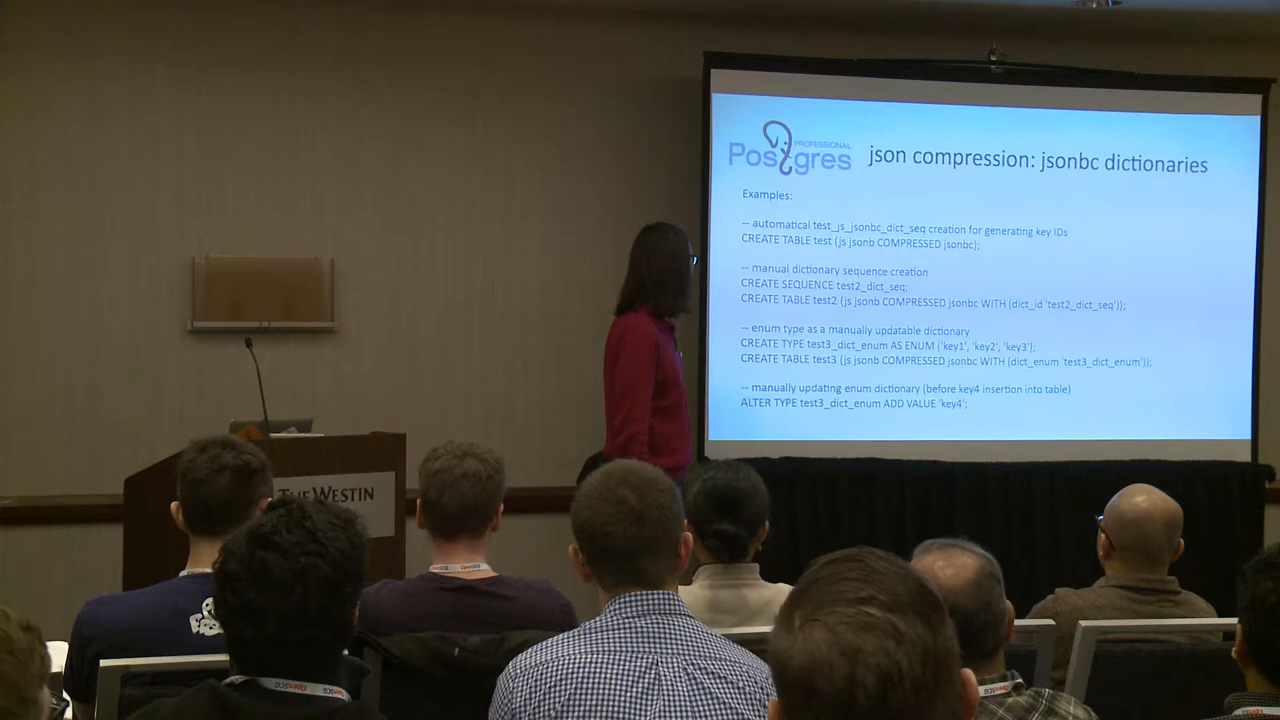 PROFESSIONAL
Postgres
json compression: jsonbc dictionaries
Examples:
-- automatical test_js_jsonbc_dict_seq creation for generating key IDs
CREATE TABLE test (js jsonb COMPRESSED jsonbc);
-- manual dictionary sequence creation
CREATE SEQUENCE test2_dict_seq;
CREATE TABLE test2 (js jsonb COMPRESSED jsonbc WITH (dict_id 'test2_dict_seq'));
-- enum type as a manually updatable dictionary
CREATE TYPE test3_dict_enum AS ENUM ('key1', 'key2', 'key3');
CREATE TABLE test3 (js jsonb COMPRESSED jsonbc WITH (dict_enum 'test3_dict_enum'));
-- manually updating enum dictionary (before key4 insertion into table)
ALTER TYPE test3_dict_enum ADD VALUE 'key4';
THE WESTIN
OpenSCG
OpenSCG
OpenSCG